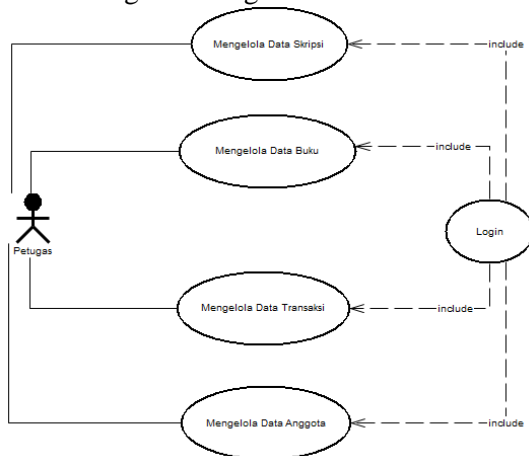 Mengelola Data Skripsi
include
Mengelola Data Buku
include
Login
Petugas
Mengelola Data Transaksi
include
Mengelola Data Anggota
include